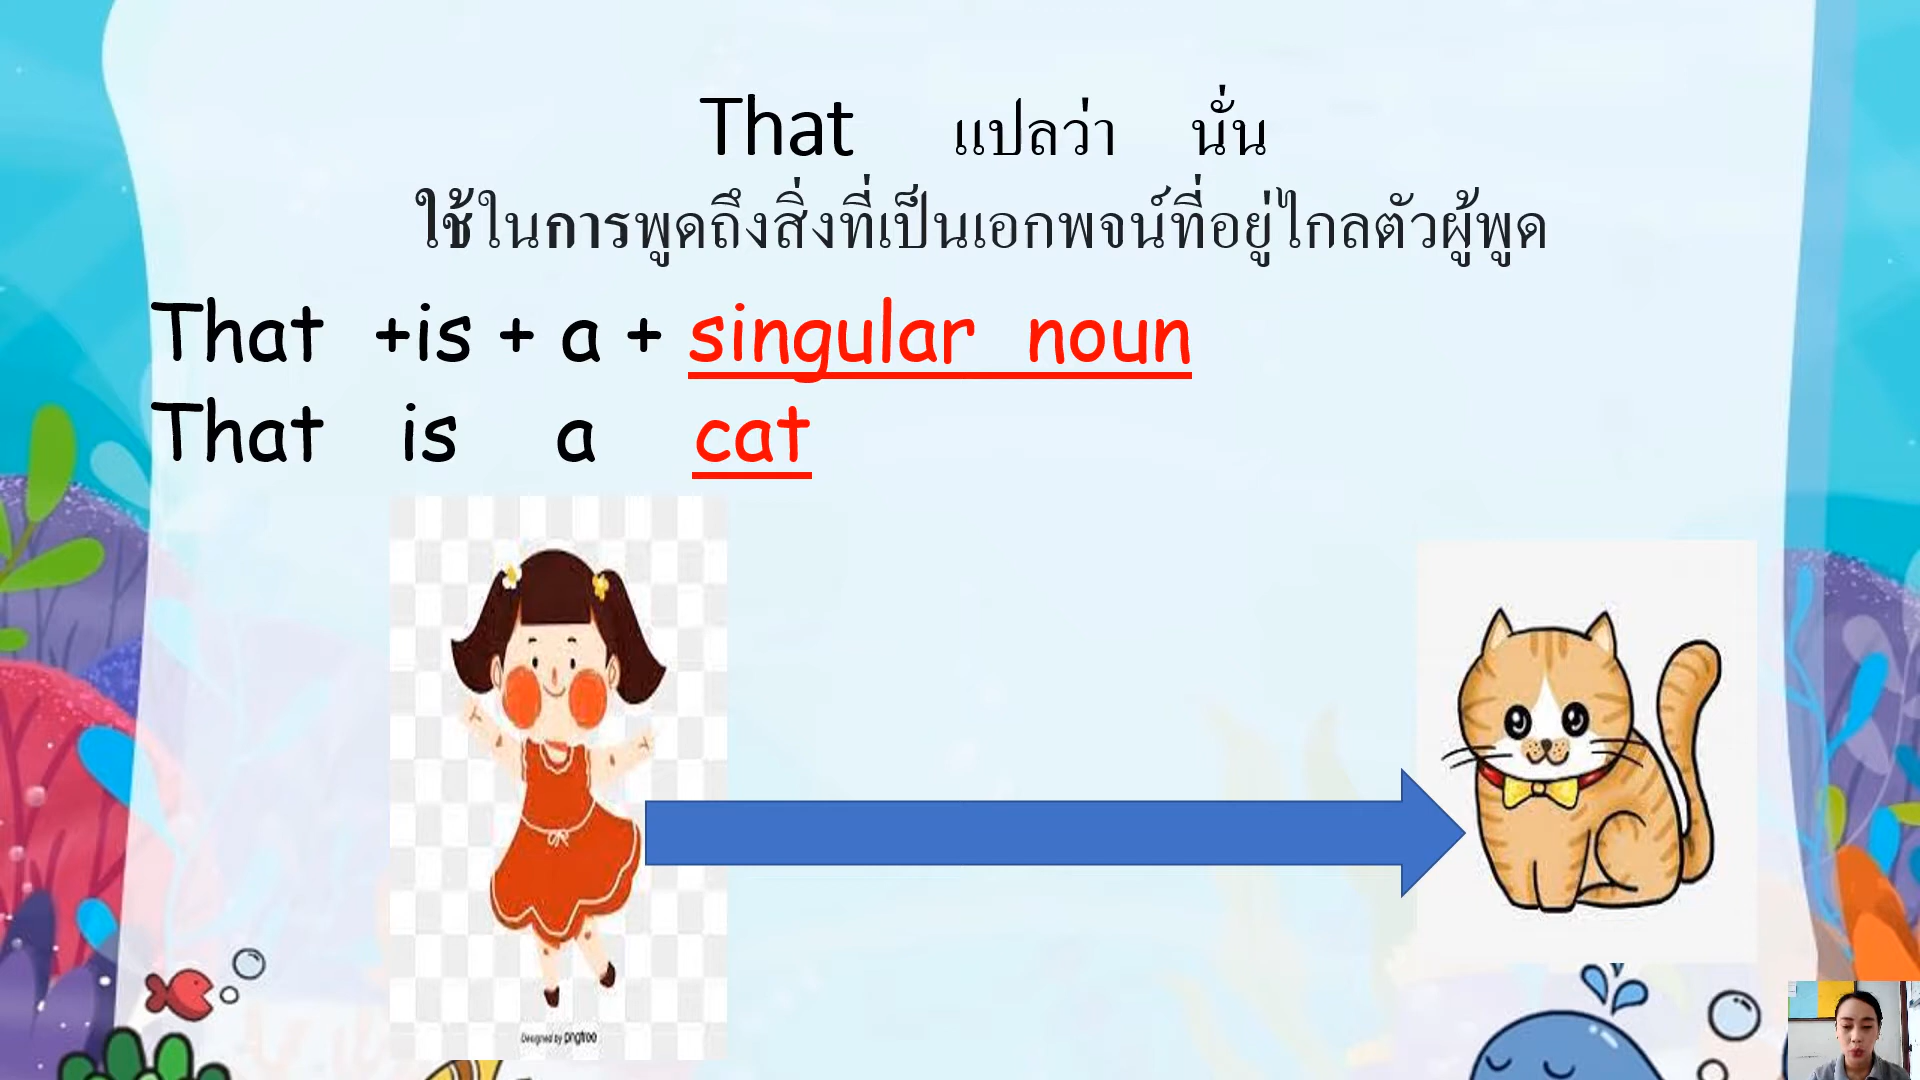 That แปลว่า นั่น
ใช้ในการพูดถึงสิ่งที่เป็นเอกพจน์ที่อยู่ไกลตัวผู้พูด
That +is + a + singular noun
That is a cat
Designed by pngtree